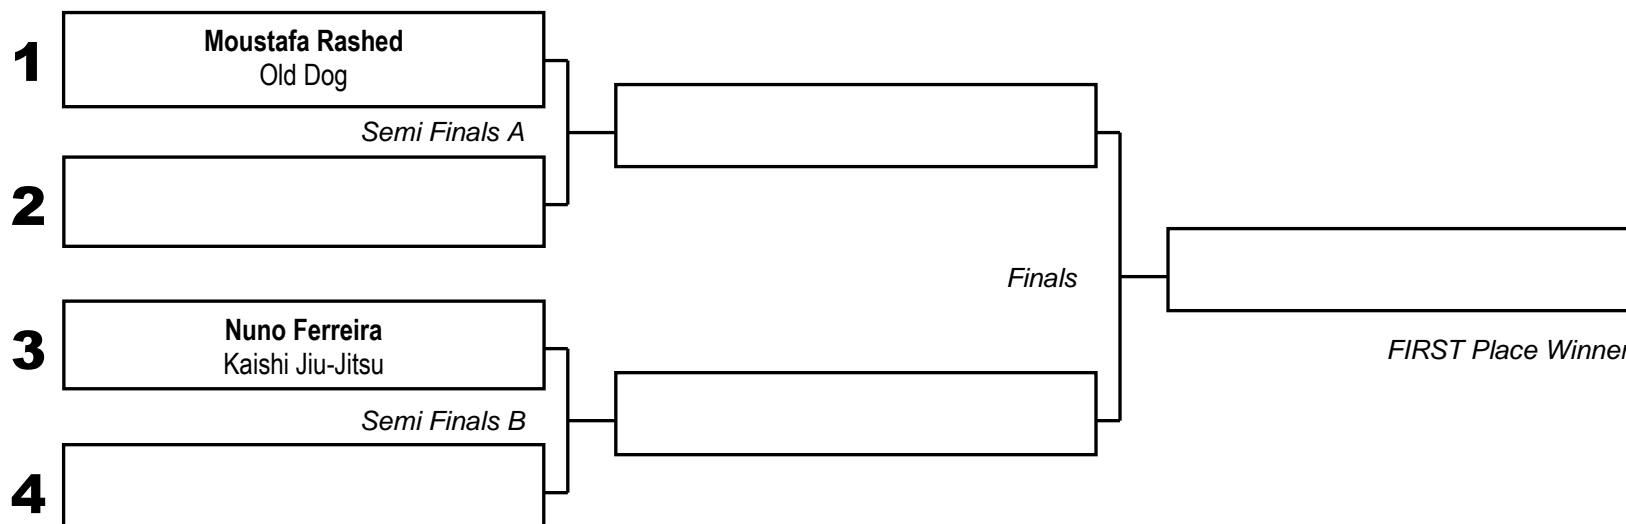 1
Moustafa Rashed
Old Dog
Semi Finals A
2
3
Nuno Ferreira
Kaishi Jiu-Jitsu
Semi Finals B
4
Finals
FIRST Place Winner